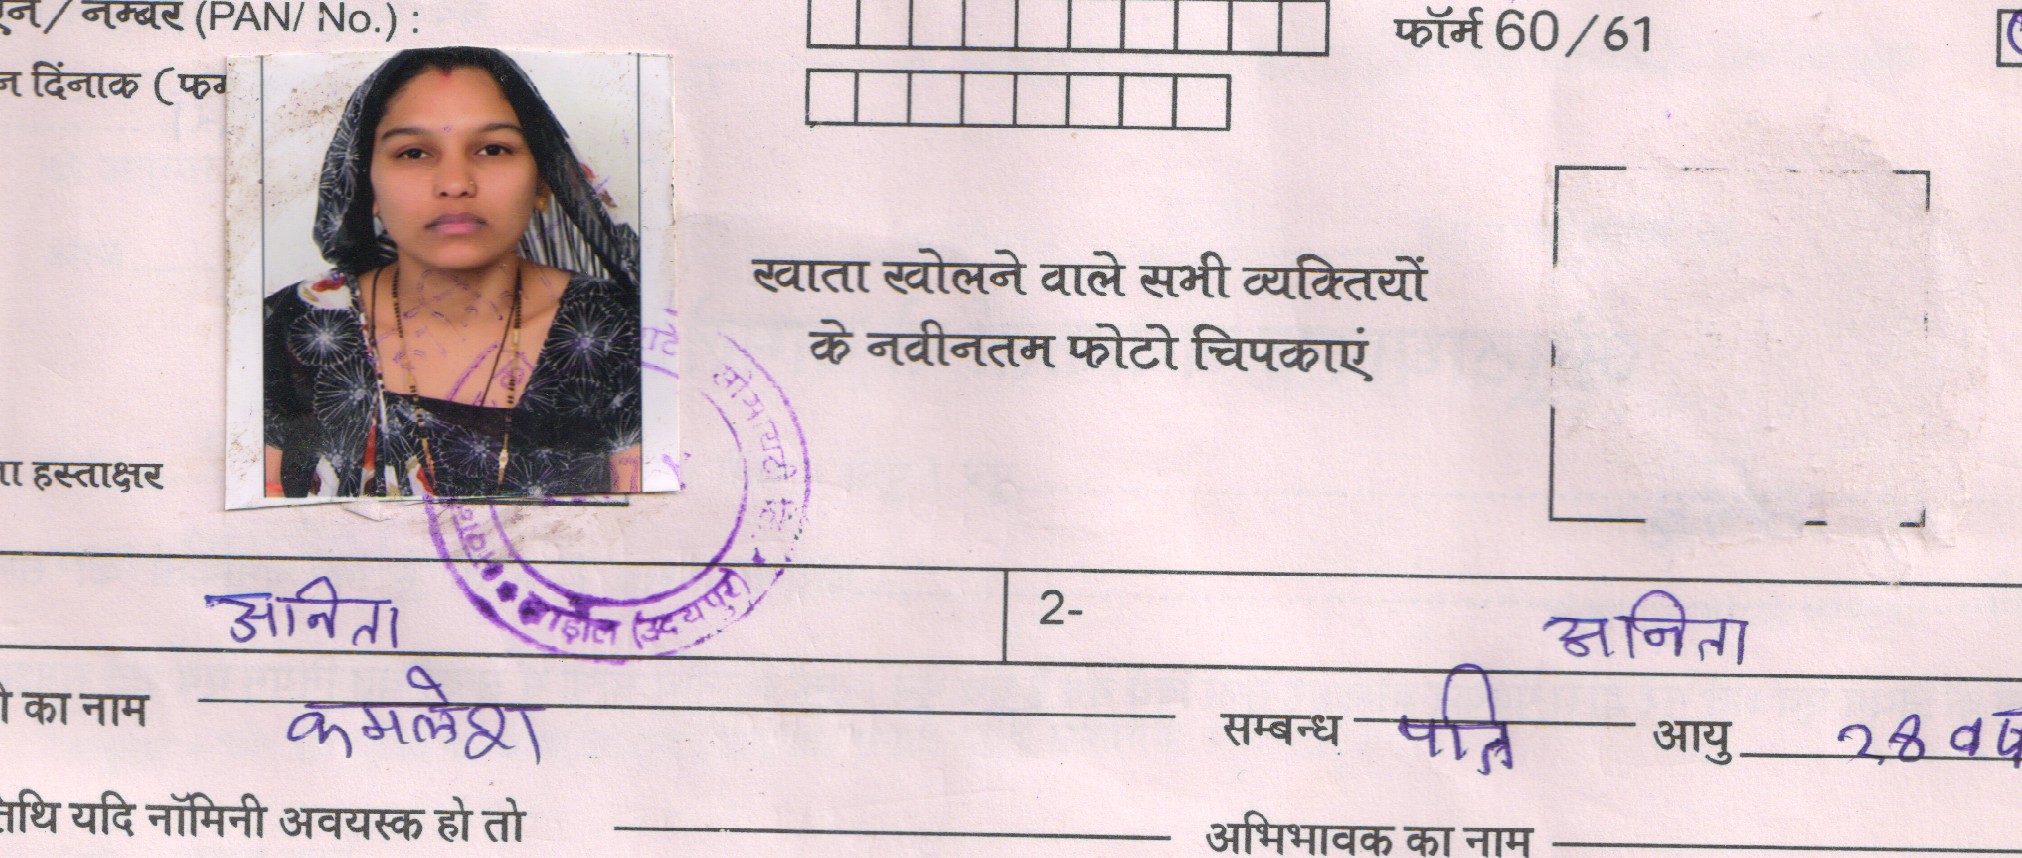 नम्बर (PAN/ No.) :
फॉर्म 60/61
दिंनाक (
खाता खोलने वाले सभी व्यक्तियों
के नवीनतम फोटो चिपकाएं
हस्ताक्षर
सोसायटी
झाड़ोल (उदयपुर)
अनिता
2-
अनिता
का नाम कमलेश सम्बन्ध पति आयु 28 वर्ष
तिथि यदि नॉमिनी अवयस्क हो तो
अभिभावक का नाम